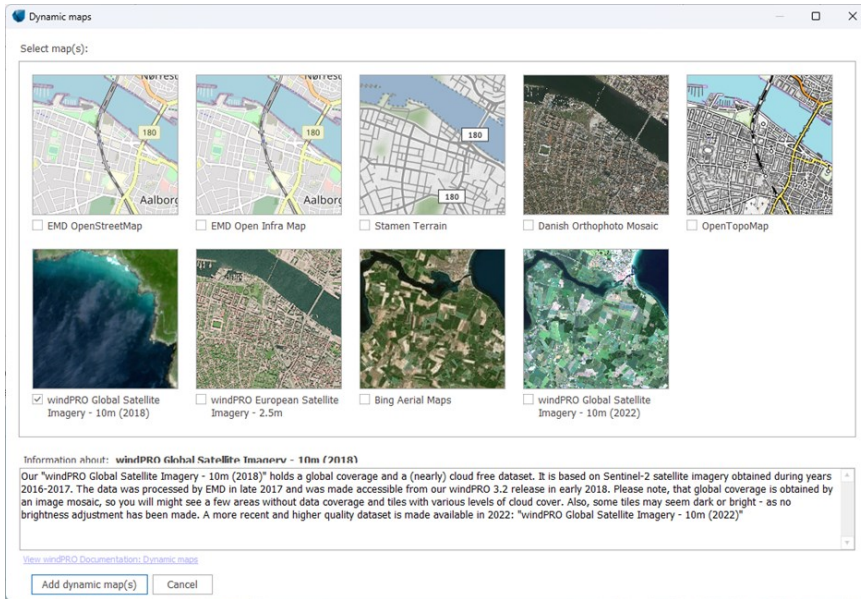 Dynamic maps
Select map(s):
Nørrest
Nørrest
180
180
180
180
Aalborg
Aalborg
EMD OpenStreetMap
EMD Open Infra Map
Stamen Terrain
Danish Orthophoto Mosaic
OpenTopoMap
windPRO Global Satellite
Imagery - 10m (2018)
windPRO European Satellite
Imagery - 2.5m
Bing Aerial Maps
windPRO Global Satellite
Imagery - 10m (2022)
Information about: windPRO Global Satellite Imagery - 10m (2018)
Our "windPRO Global Satellite Imagery - 10m (2018)" holds a global coverage and a (nearly) cloud free dataset. It is based on Sentinel-2 satellite imagery obtained during years
2016-2017. The data was processed by EMD in late 2017 and was made accessible from our windPRO 3.2 release in early 2018. Please note, that global coverage is obtained by
an image mosaic, so you will might see a few areas without data coverage and tiles with various levels of cloud cover. Also, some tiles may seem dark or bright - as no
brightness adjustment has been made. A more recent and higher quality dataset is made available in 2022: "windPRO Global Satellite Imagery - 10m (2022)"
View windPRO Documentation: Dynamic maps
Add dynamic map(s)
Cancel